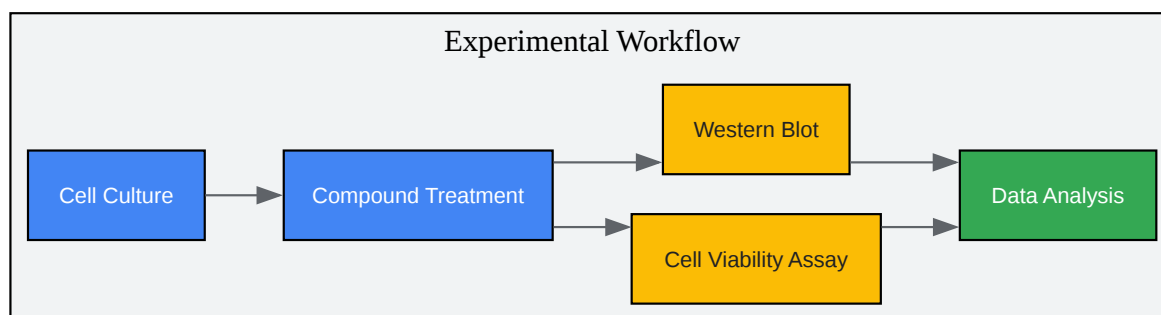 Experimental Workflow
Cell Culture
Compound Treatment
Western Blot
Cell Viability Assay
Data Analysis